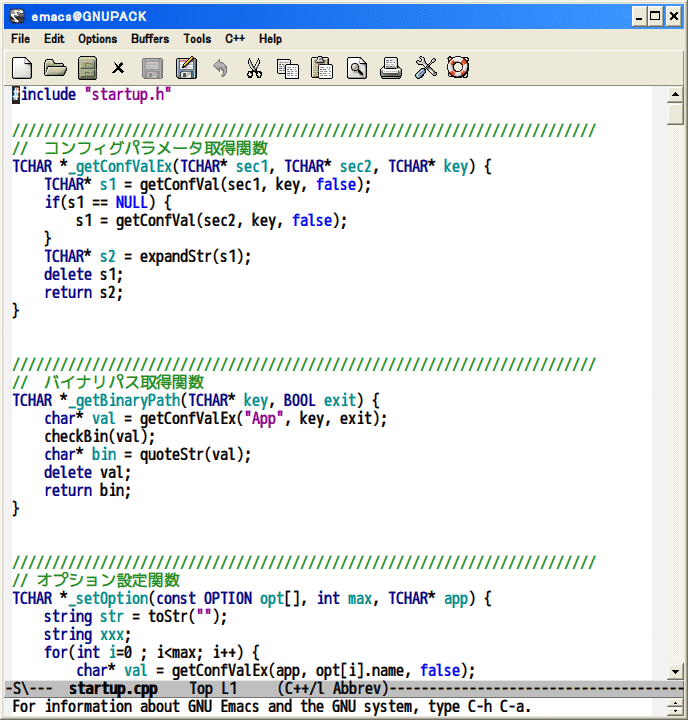 emacs@GNUPACK
File Edit Options Buffers Tools C++ Help
#include "startup.h"
/////////////////////////////////////////////////////////////////////////
//  コンフィグパラメータ取得関数
TCHAR *_getConfValEx(TCHAR* sec1, TCHAR* sec2, TCHAR* key) {
    TCHAR* s1 = getConfVal(sec1, key, false);
    if(s1 == NULL) {
        s1 = getConfVal(sec2, key, false);
    }
    TCHAR* s2 = expandStr(s1);
    delete s1;
    return s2;
}
/////////////////////////////////////////////////////////////////////////
//  バイナリパス取得関数
TCHAR *_getBinaryPath(TCHAR* key, BOOL exit) {
    char* val = getConfValEx("App", key, exit);
    checkBin(val);
    char* bin = quoteStr(val);
    delete val;
    return bin;
}
/////////////////////////////////////////////////////////////////////////
// オプション設定関数
TCHAR *_setOption(const OPTION opt[], int max, TCHAR* app) {
    string str = toStr("");
    string xxx;
    for(int i=0 ; i<max; i++) {
        char* val = getConfValEx(app, opt[i].name, false);
-S\---  startup.cpp    Top L1     (C++/l Abbrev)-------------------------------------
For information about GNU Emacs and the GNU system, type C-h C-a.